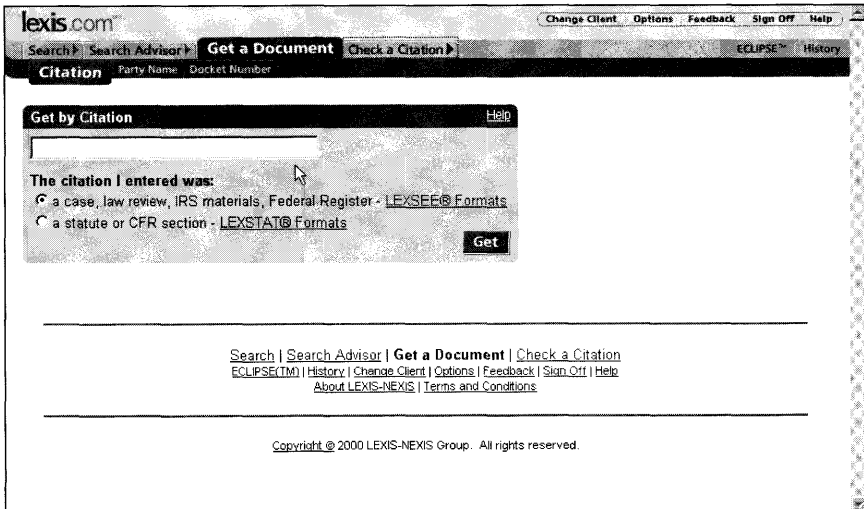 lexis.com™
Change Client Options Feedback Sign Off Help
Search Search Advisor Get a Document Check a Citation ECLIPSE™ History
Citation Party Name Docket Number
Get by Citation Help
The citation I entered was:
a case, law review, IRS materials, Federal Register - LEXSEE® Formats
a statute or CFR section - LEXSTAT® Formats
Get
Search | Search Advisor | Get a Document | Check a Citation
ECLIPSE(TM) | History | Change Client | Options | Feedback | Sign Off | Help
About LEXIS-NEXIS | Terms and Conditions
Copyright © 2000 LEXIS-NEXIS Group. All rights reserved.